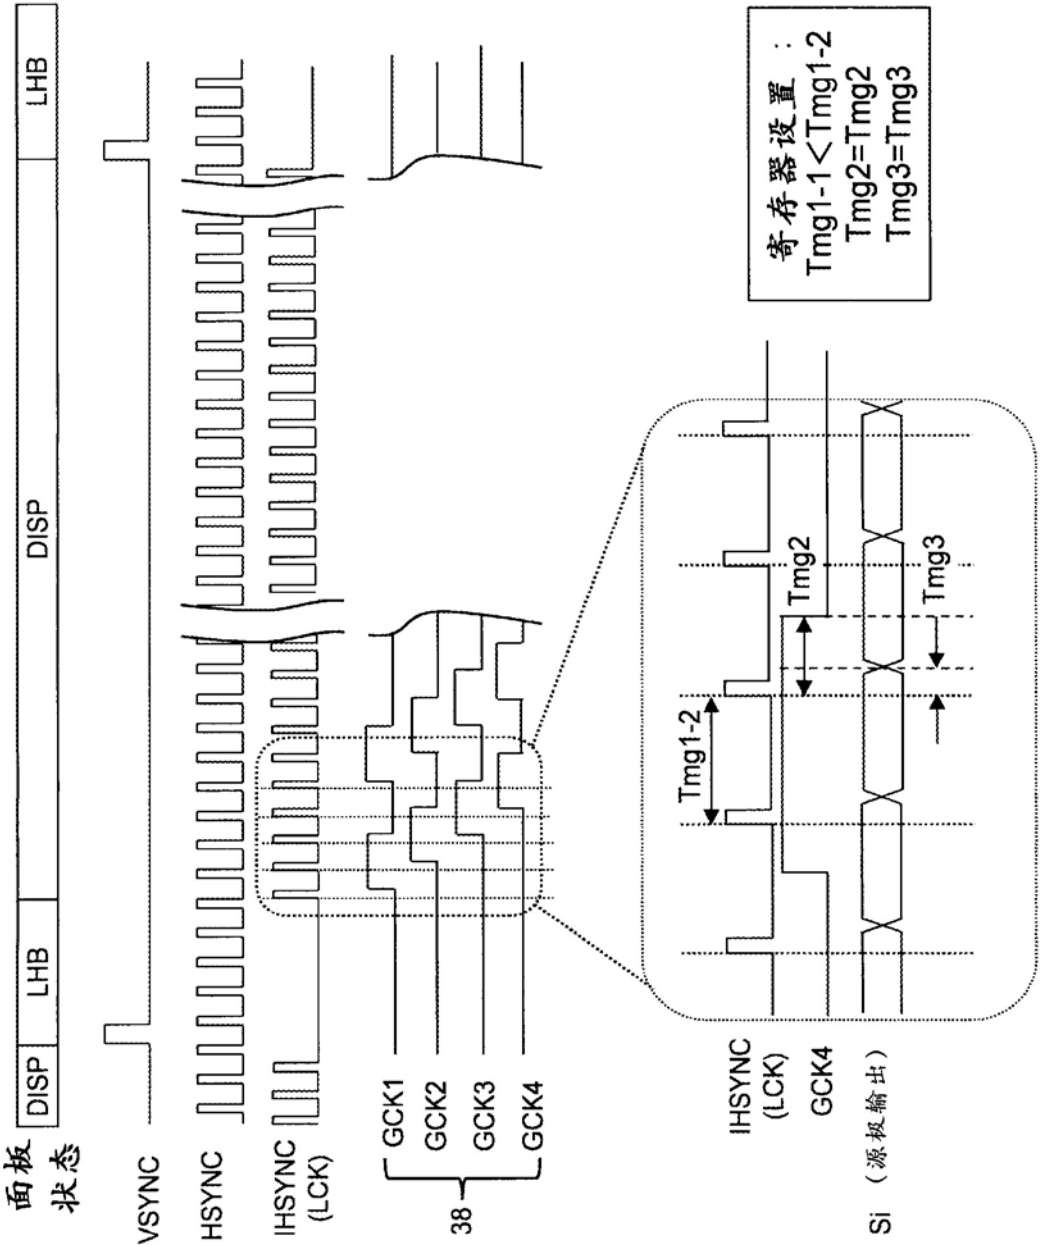 面板
状态
DISP
LHB
DISP
LHB
VSYNC
HSYNC
IHSYNC
(LCK)
38
GCK1
GCK2
GCK3
GCK4
IHSYNC
(LCK)
GCK4
Si （源极输出）
Tmg1-2
Tmg2
Tmg3
寄存器设置：
Tmg1-1＜Tmg1-2
Tmg2=Tmg2
Tmg3=Tmg3